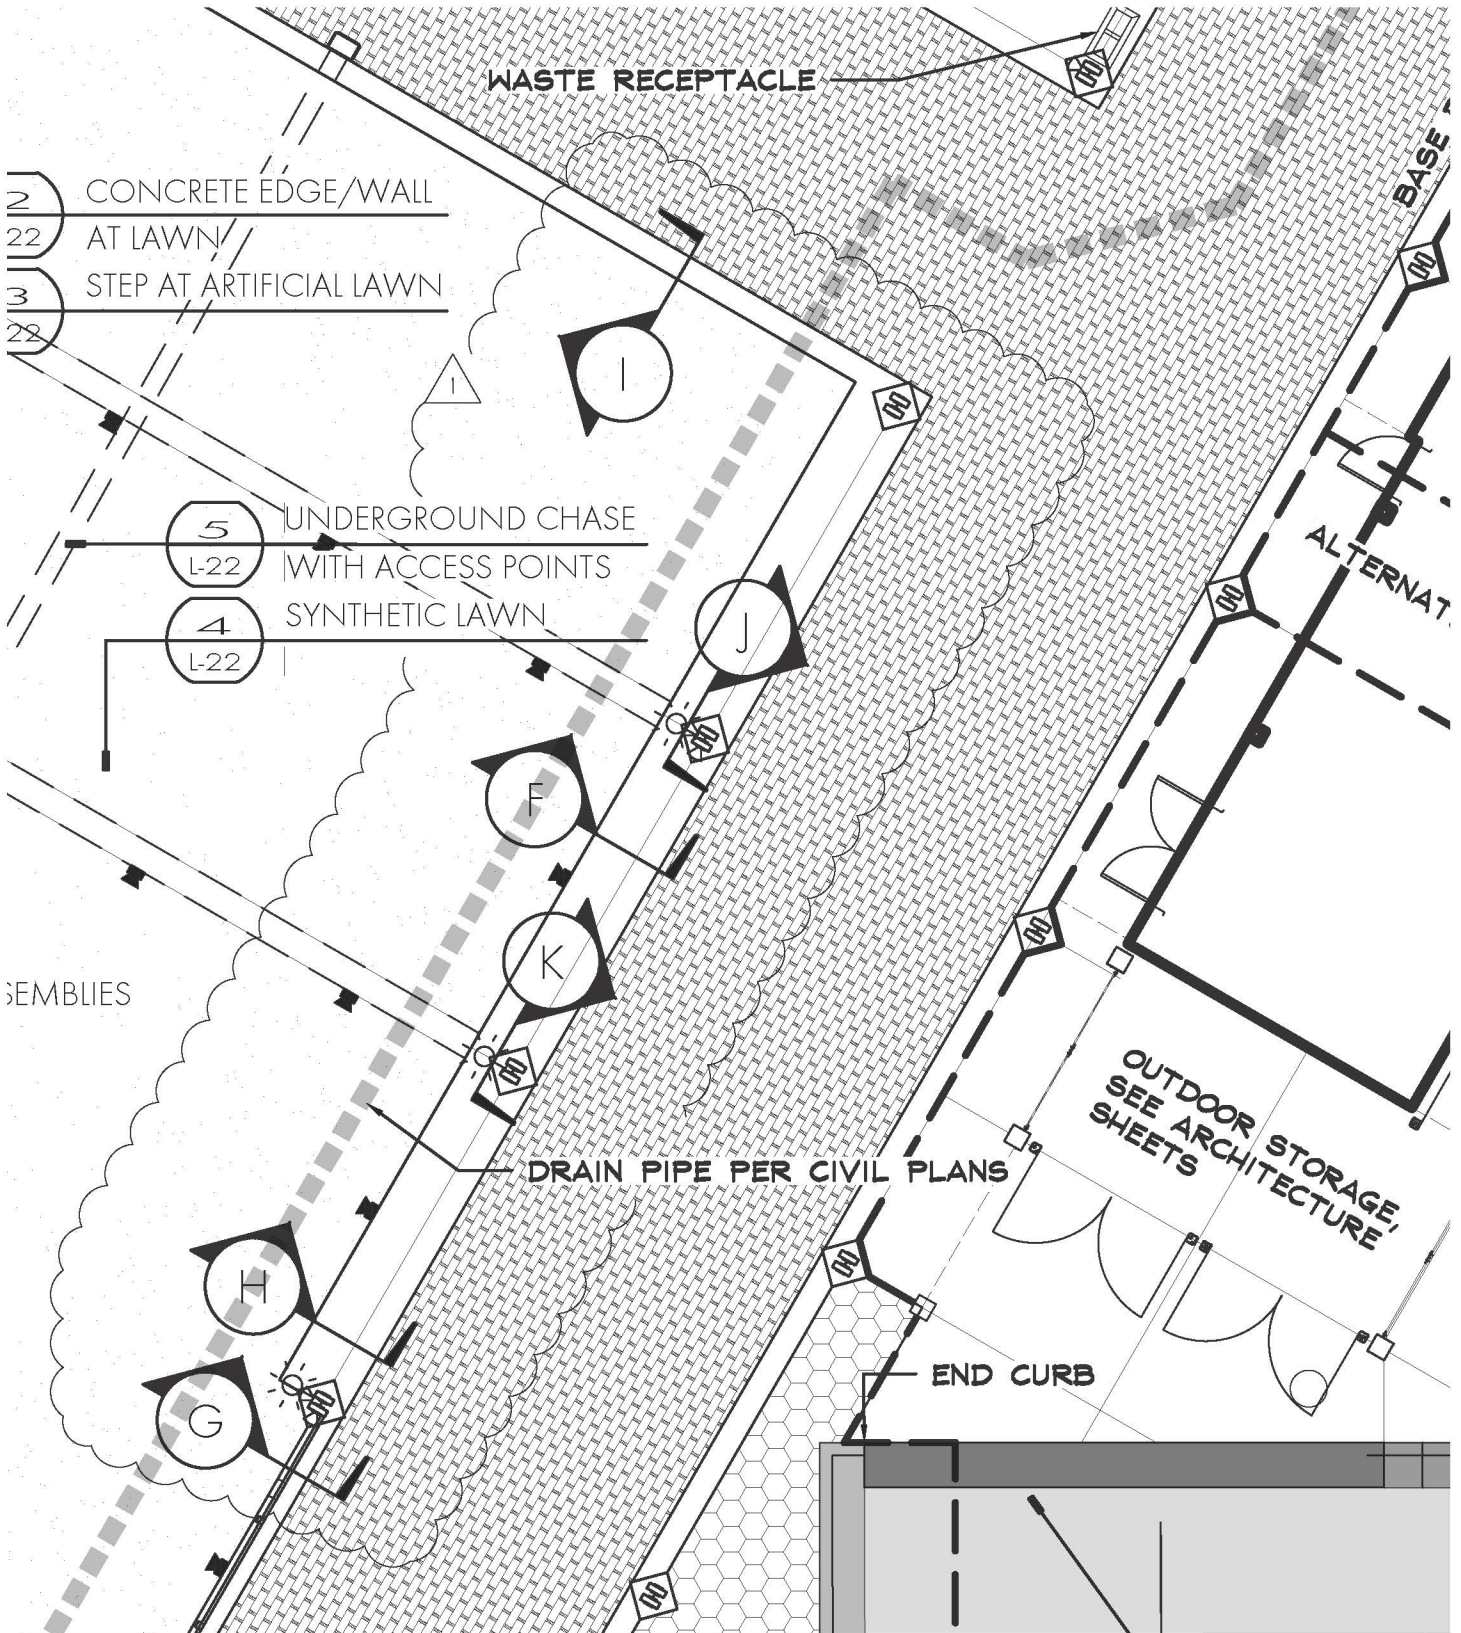 WASTE RECEPTACLE
BASE
2
22
CONCRETE EDGE/WALL
AT LAWN
3
22
STEP AT ARTIFICIAL LAWN
I
1
5
L-22
UNDERGROUND CHASE
WITH ACCESS POINTS
4
L-22
SYNTHETIC LAWN
J
ALTERNAT
F
K
SEMBLIES
OUTDOOR STORAGE,
SEE ARCHITECTURE
SHEETS
DRAIN PIPE PER CIVIL PLANS
H
G
END CURB